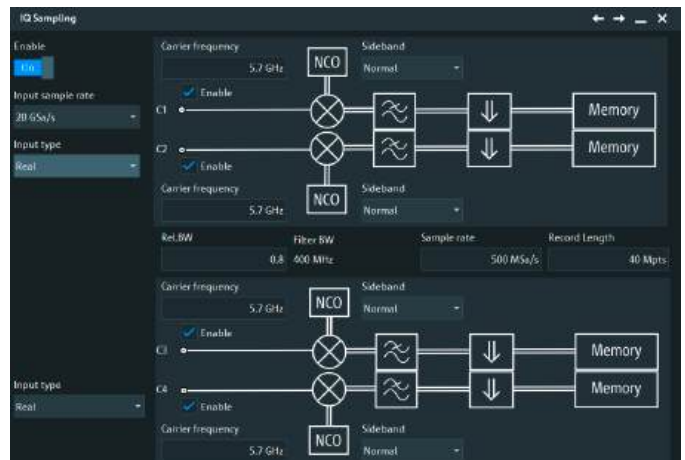 IQ Sampling
Enable
On
Input sample rate
20 GSa/s
Input type
Real
Carrier frequency
5.7 GHz
NCO
Sideband
Normal
Enable
C1
Memory
C2
Memory
Enable
Carrier frequency
5.7 GHz
NCO
Sideband
Normal
Rel.BW
0.8
Filter BW
400 MHz
Sample rate
500 MSa/s
Record Length
40 Mpts
Carrier frequency
5.7 GHz
NCO
Sideband
Normal
Enable
C3
Memory
Input type
Real
C4
Memory
Enable
Carrier frequency
5.7 GHz
NCO
Sideband
Normal